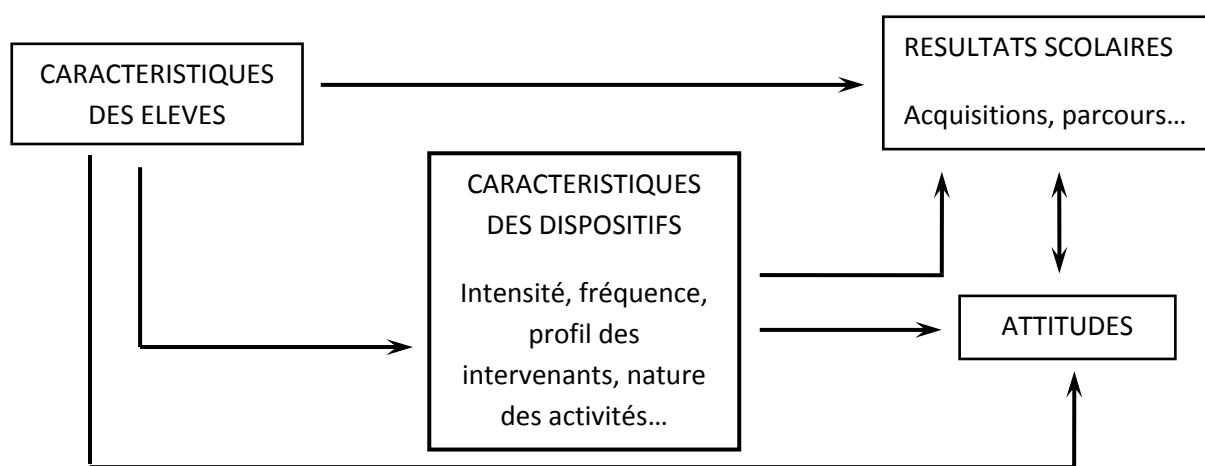 CARACTERISTIQUES
DES ELEVES
RESULTATS SCOLAIRES
Acquisitions, parcours…
CARACTERISTIQUES
DES DISPOSITIFS
Intensité, fréquence,
profil des
intervenants, nature
des activités…
ATTITUDES